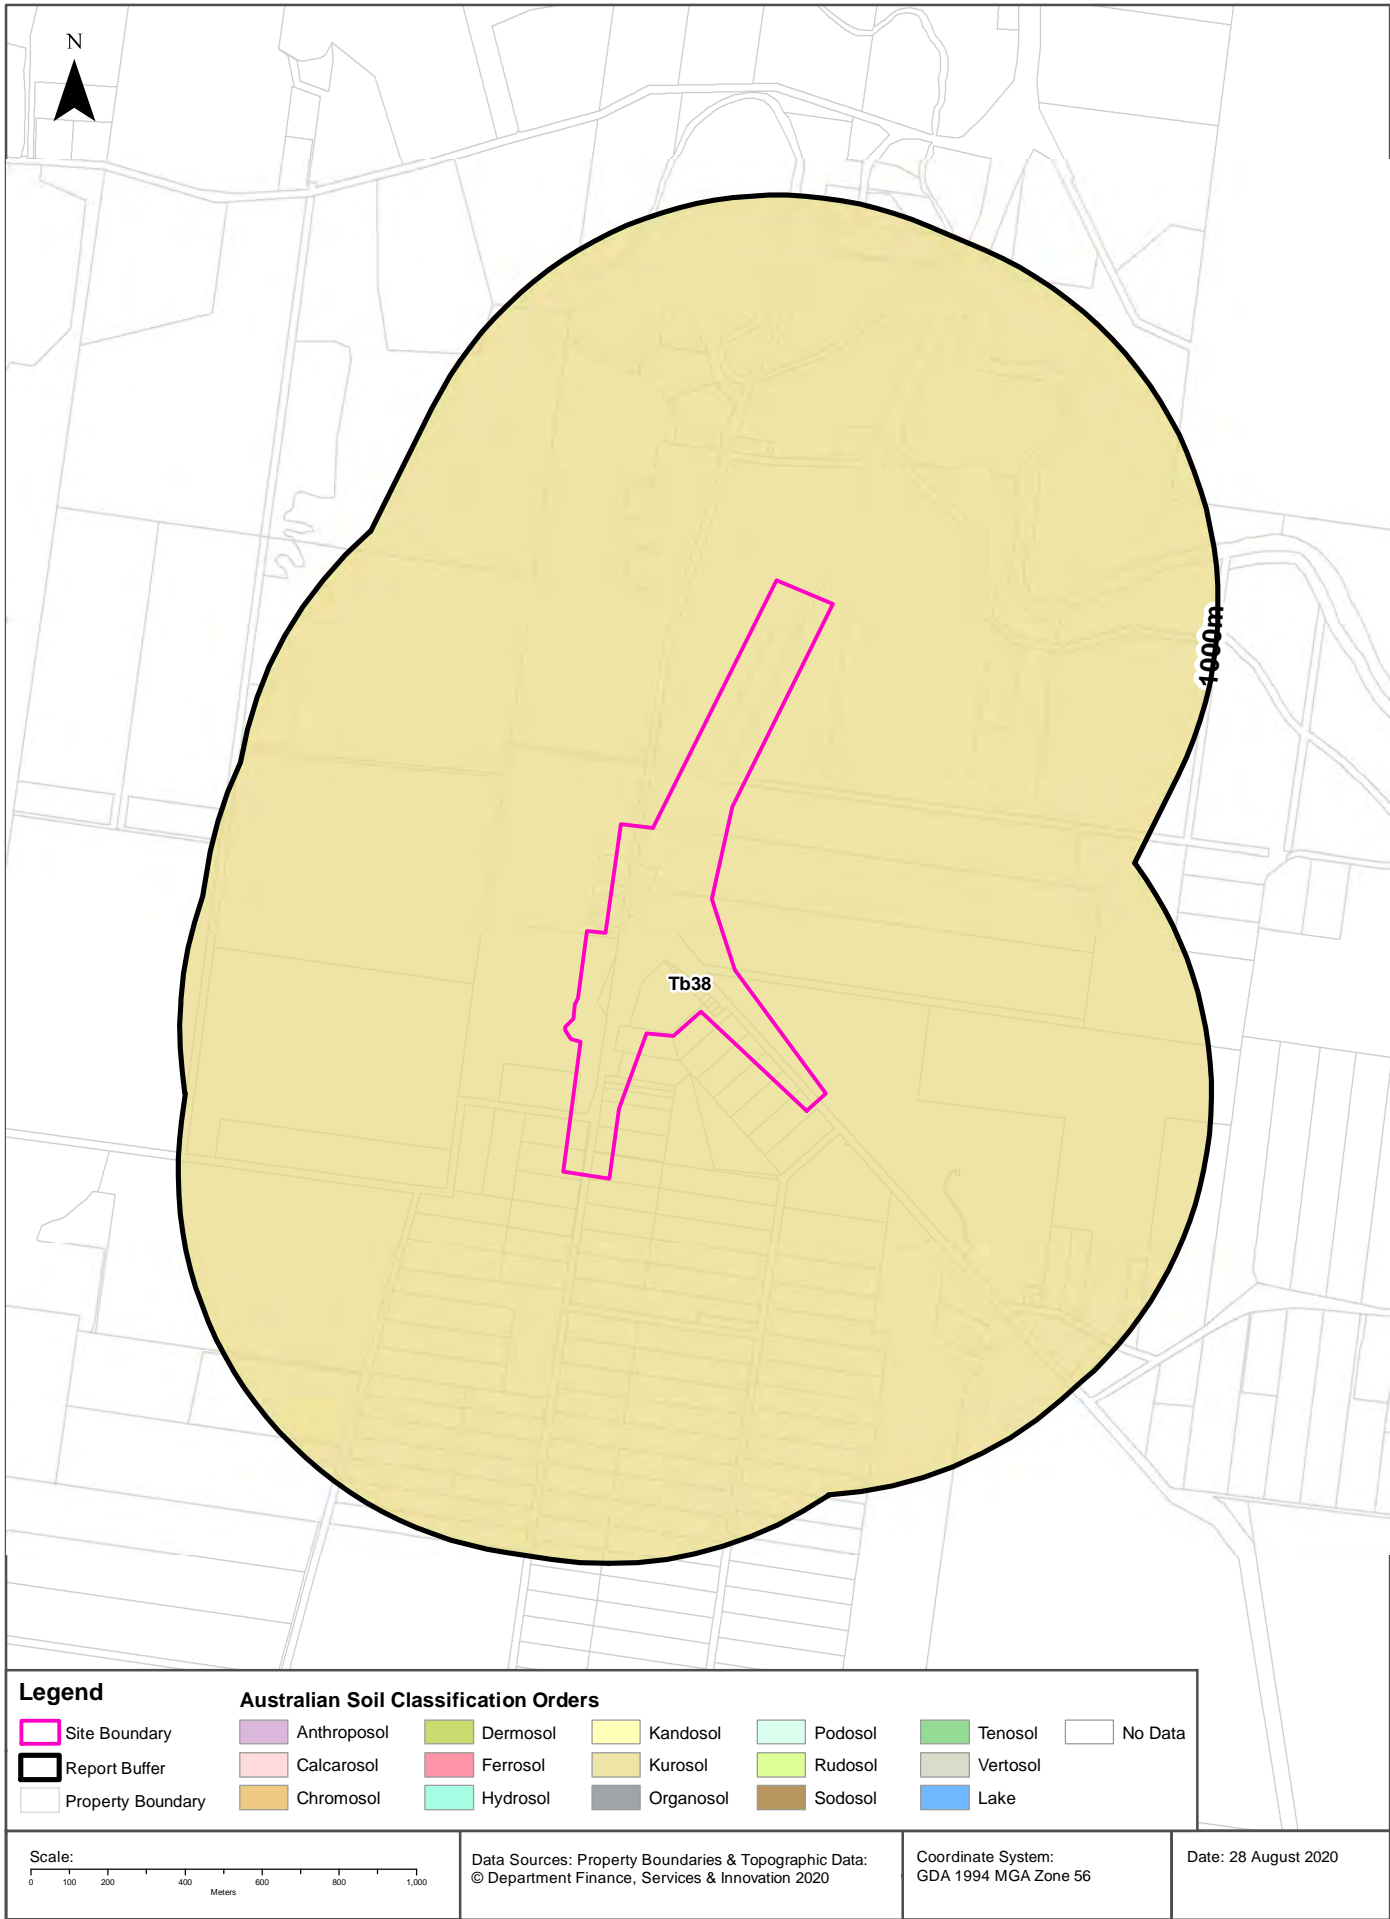 N
1000m
Tb38
Legend
Site Boundary
Report Buffer
Property Boundary
Australian Soil Classification Orders
Anthroposol
Calcarosol
Chromosol
Dermosol
Ferrosol
Hydrosol
Kandosol
Kurosol
Organosol
Podosol
Rudosol
Sodosol
Tenosol
Vertosol
Lake
No Data
Scale:
0 100 200 400 600 800 1,000
Meters
Data Sources: Property Boundaries & Topographic Data:
© Department Finance, Services & Innovation 2020
Coordinate System:
GDA 1994 MGA Zone 56
Date: 28 August 2020